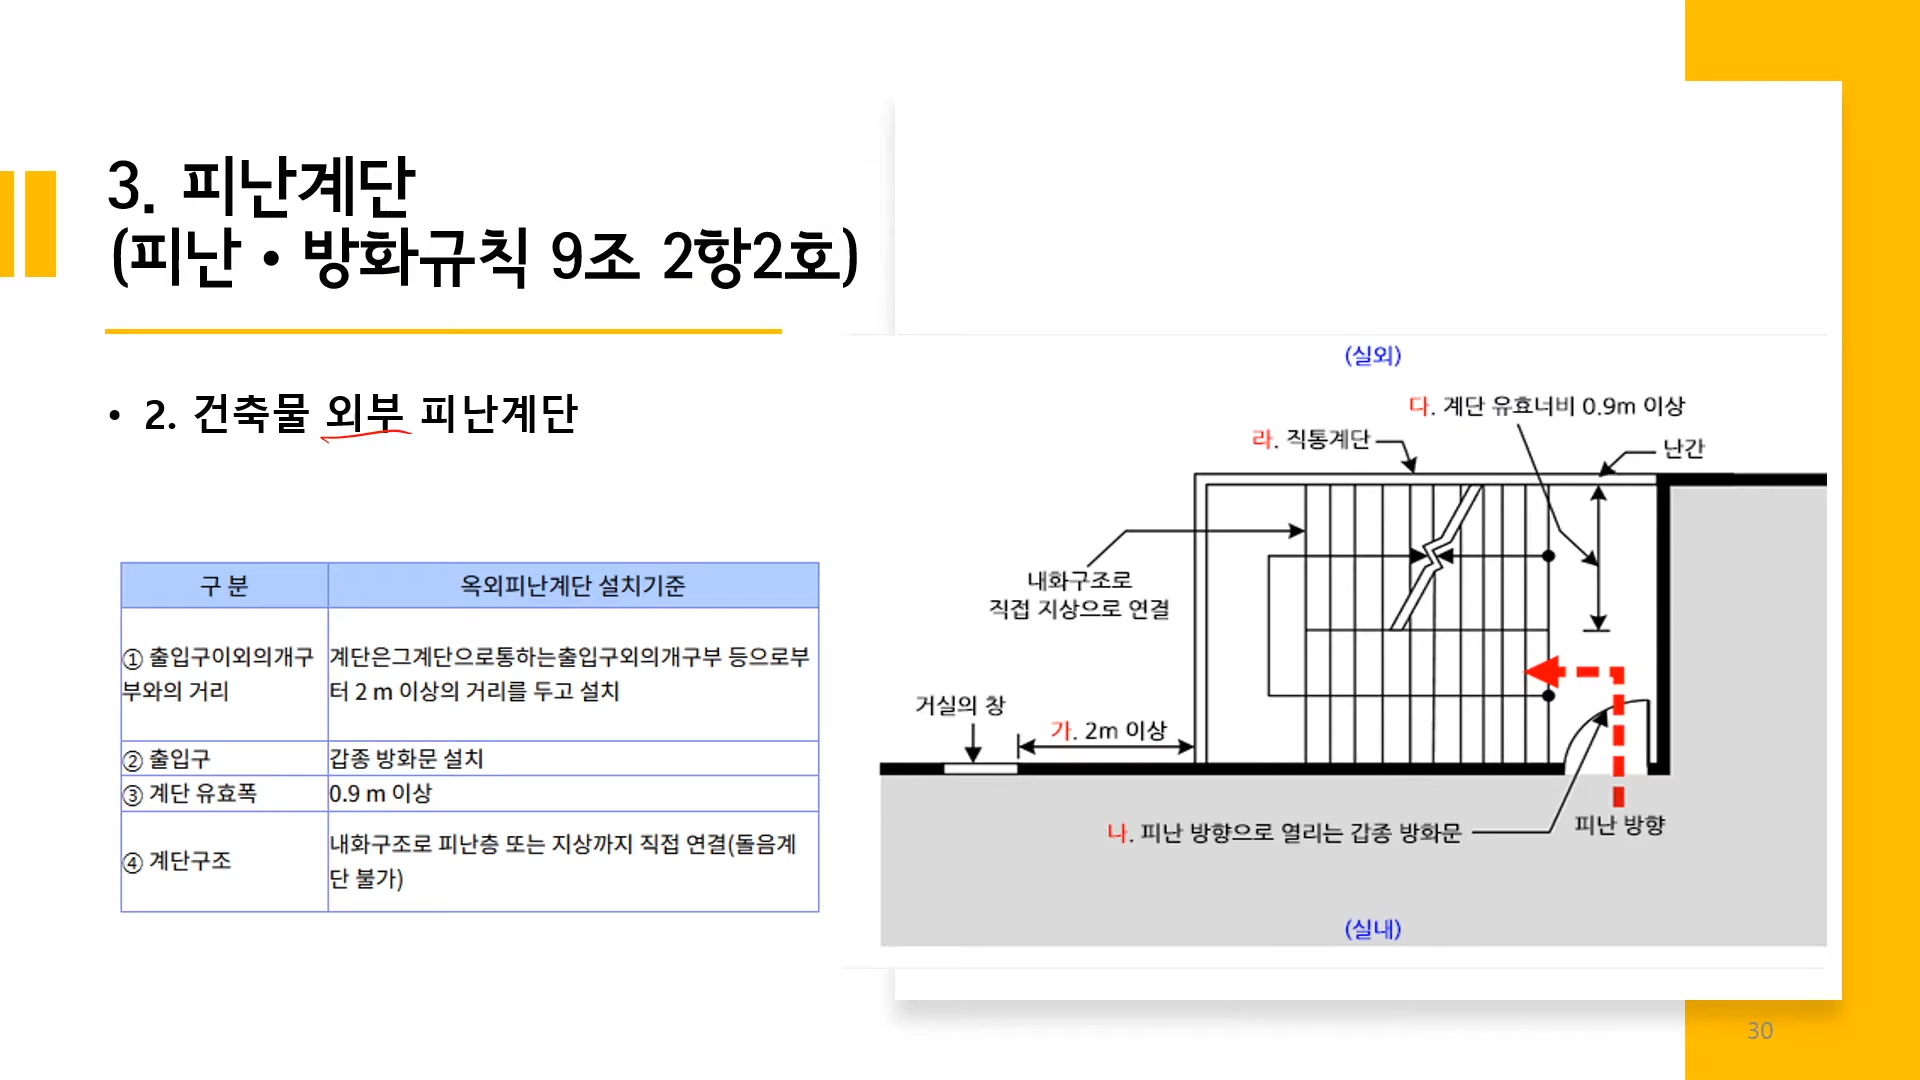 3. 피난계단
(피난•방화규칙 9조 2항2호)
• 2. 건축물 외부 피난계단
구 분
옥외피난계단 설치기준
① 출입구이외의개구
부와의 거리
계단은그계단으로통하는출입구외의개구부 등으로부
터 2 m 이상의 거리를 두고 설치
② 출입구
갑종 방화문 설치
③ 계단 유효폭
0.9 m 이상
④ 계단구조
내화구조로 피난층 또는 지상까지 직접 연결(돌음계
단 불가)
(실외)
다. 계단 유효너비 0.9m 이상
라. 직통계단
난간
내화구조로
직접 지상으로 연결
거실의 창
가. 2m 이상
나. 피난 방향으로 열리는 갑종 방화문
피난 방향
(실내)
30